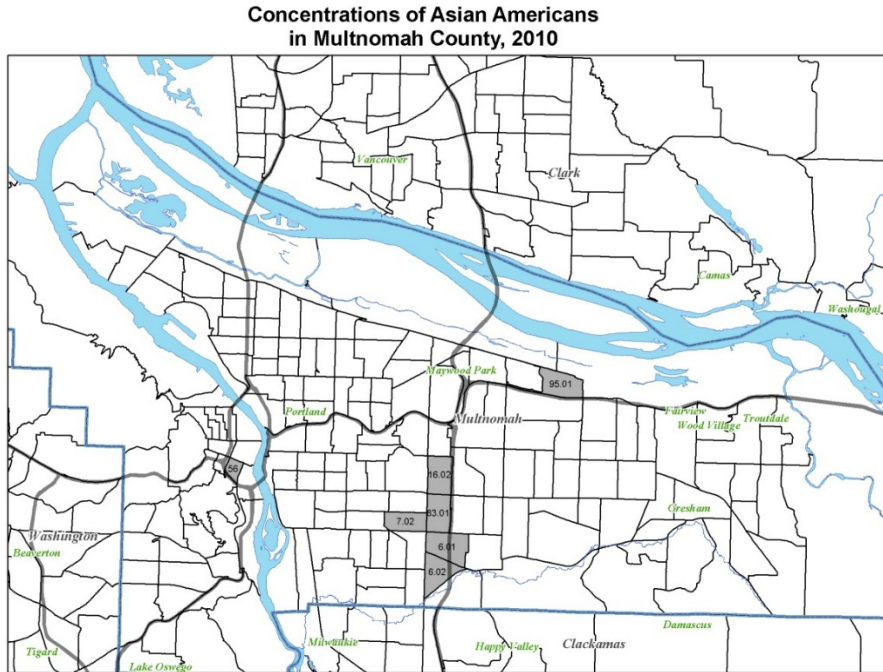 Concentrations of Asian Americans
in Multnomah County, 2010
Vancouver
Clark
Camas
Washougal
Maywood Park
95.01
Portland
Multnomah
Fairview
Wood Village
Troutdale
56
16.02
83.01
7.02
Gresham
Washington
6.01
Beaverton
6.02
Damascus
Milwaukie
Happy Valley
Clackamas
Tigard
Lake Oswego